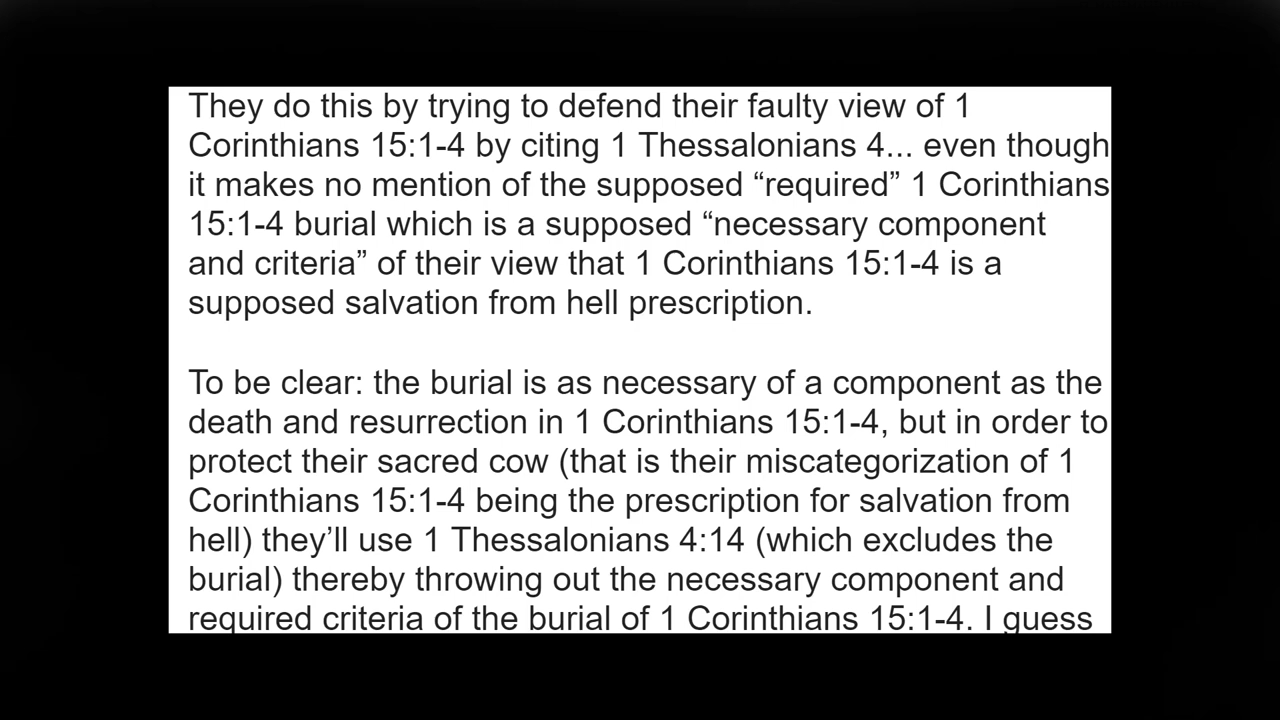 They do this by trying to defend their faulty view of 1
Corinthians 15:1-4 by citing 1 Thessalonians 4... even though
it makes no mention of the supposed “required” 1 Corinthians
15:1-4 burial which is a supposed “necessary component
and criteria” of their view that 1 Corinthians 15:1-4 is a
supposed salvation from hell prescription.
To be clear: the burial is as necessary of a component as the
death and resurrection in 1 Corinthians 15:1-4, but in order to
protect their sacred cow (that is their miscategorization of 1
Corinthians 15:1-4 being the prescription for salvation from
hell) they’ll use 1 Thessalonians 4:14 (which excludes the
burial) thereby throwing out the necessary component and
required criteria of the burial of 1 Corinthians 15:1-4. I guess